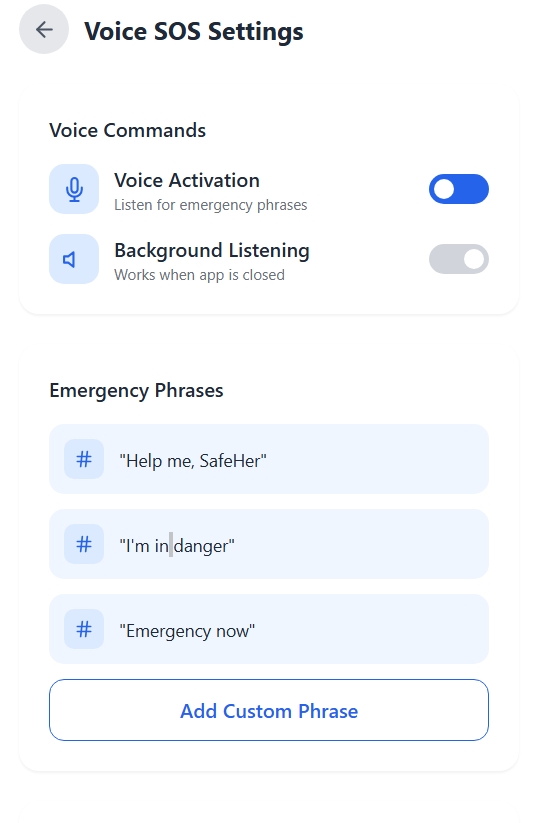 Voice SOS Settings
Voice Commands
Voice Activation
Listen for emergency phrases
Background Listening
Works when app is closed
Emergency Phrases
# "Help me, SafeHer"
# "I'm in danger"
# "Emergency now"
Add Custom Phrase